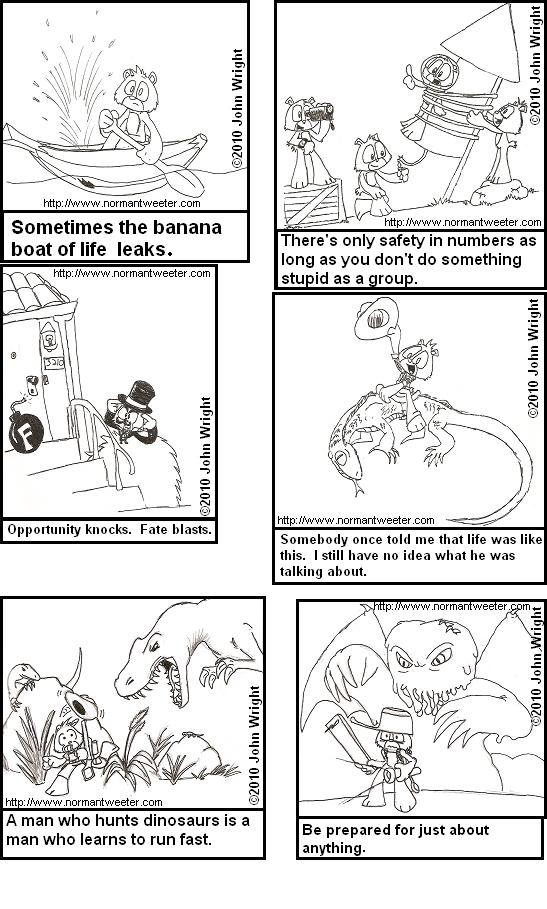 ©2010 John Wright
http://www.normantweeter.com
Sometimes the banana
boat of life  leaks.
©2010 John Wright
http://www.normantweeter.com
There's only safety in numbers as
long as you don't do something
stupid as a group.
http://www.normantweeter.com
3210
F
©2010 John Wright
Opportunity knocks.  Fate blasts.
©2010 John Wright
http://www.normantweeter.com
Somebody once told me that life was like
this.  I still have no idea what he was
talking about.
©2010 John Wright
http://www.normantweeter.com
A man who hunts dinosaurs is a
man who learns to run fast.
http://www.normantweeter.com
©2010 John Wright
Be prepared for just about
anything.